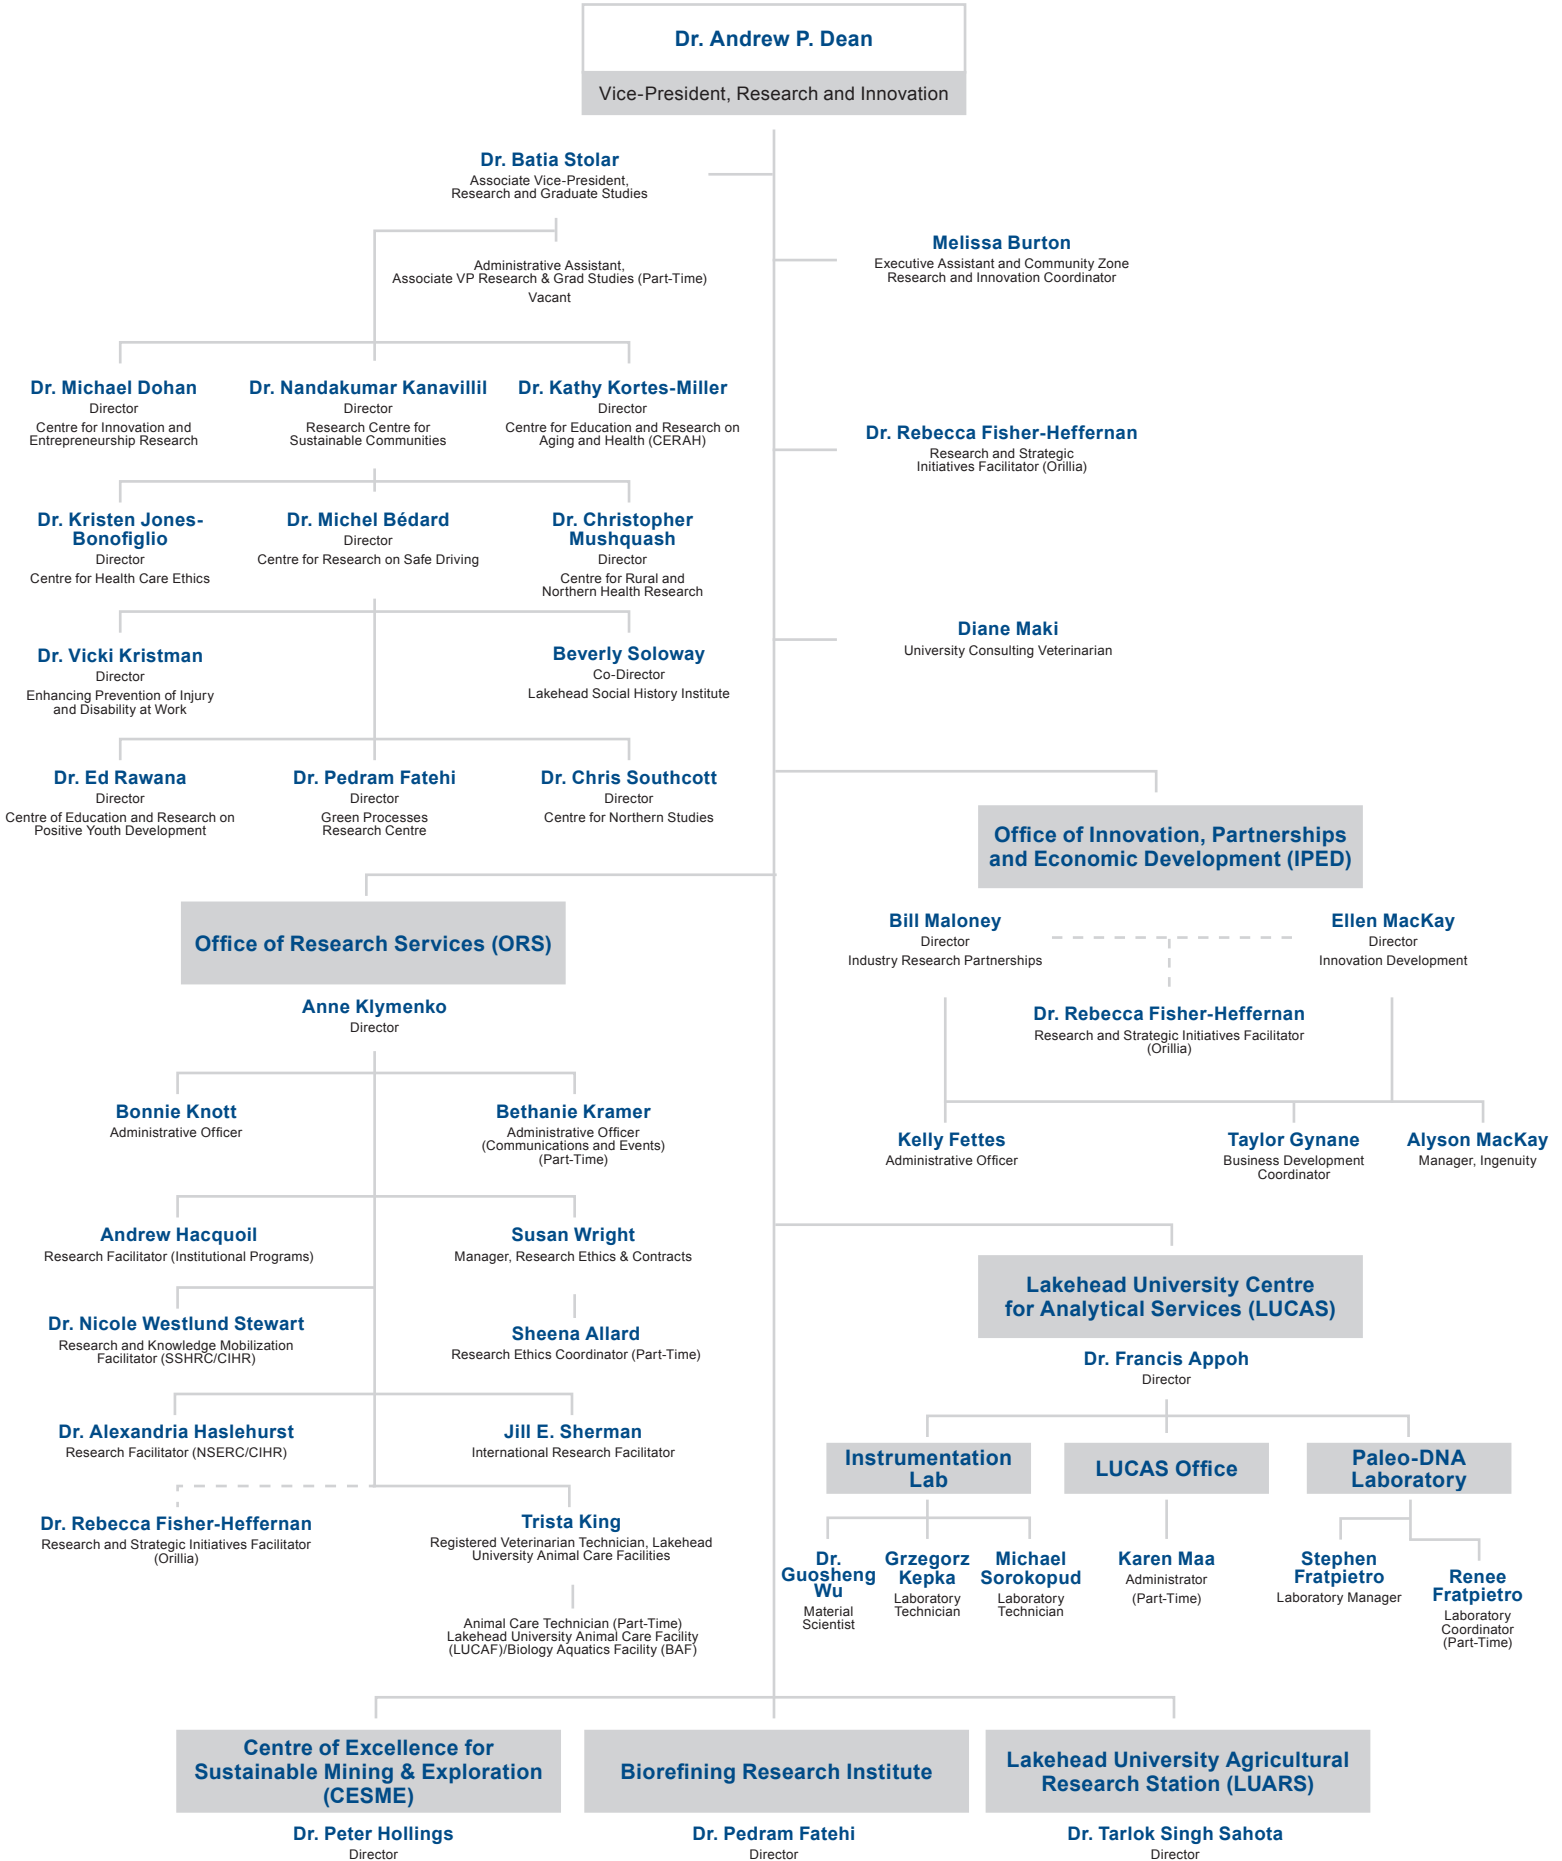 Dr. Andrew P. Dean
Vice-President, Research and Innovation
Dr. Batia Stolar
Associate Vice-President,
Research and Graduate Studies
Administrative Assistant,
Associate VP Research & Grad Studies (Part-Time)
Vacant
Melissa Burton
Executive Assistant and Community Zone
Research and Innovation Coordinator
Dr. Michael Dohan
Director
Centre for Innovation and
Entrepreneurship Research
Dr. Nandakumar Kanavillil
Director
Research Centre for
Sustainable Communities
Dr. Kathy Kortes-Miller
Director
Centre for Education and Research on
Aging and Health (CERAH)
Dr. Rebecca Fisher-Heffernan
Research and Strategic
Initiatives Facilitator (Orillia)
Dr. Kristen Jones-
Bonofiglio
Director
Centre for Health Care Ethics
Dr. Michel Bédard
Director
Centre for Research on Safe Driving
Dr. Christopher
Mushquash
Director
Centre for Rural and
Northern Health Research
Diane Maki
University Consulting Veterinarian
Dr. Vicki Kristman
Director
Enhancing Prevention of Injury
and Disability at Work
Beverly Soloway
Co-Director
Lakehead Social History Institute
Dr. Ed Rawana
Director
Centre of Education and Research on
Positive Youth Development
Dr. Pedram Fatehi
Director
Green Processes
Research Centre
Dr. Chris Southcott
Director
Centre for Northern Studies
Office of Innovation, Partnerships
and Economic Development (IPED)
Bill Maloney
Director
Industry Research Partnerships
Ellen MacKay
Director
Innovation Development
Dr. Rebecca Fisher-Heffernan
Research and Strategic Initiatives Facilitator
(Orillia)
Kelly Fettes
Administrative Officer
Taylor Gynane
Business Development
Coordinator
Alyson MacKay
Manager, Ingenuity
Office of Research Services (ORS)
Anne Klymenko
Director
Bonnie Knott
Administrative Officer
Bethanie Kramer
Administrative Officer
(Communications and Events)
(Part-Time)
Andrew Hacquoil
Research Facilitator (Institutional Programs)
Susan Wright
Manager, Research Ethics & Contracts
Dr. Nicole Westlund Stewart
Research and Knowledge Mobilization
Facilitator (SSHRC/CIHR)
Sheena Allard
Research Ethics Coordinator (Part-Time)
Dr. Alexandria Haslehurst
Research Facilitator (NSERC/CIHR)
Jill E. Sherman
International Research Facilitator
Dr. Rebecca Fisher-Heffernan
Research and Strategic Initiatives Facilitator
(Orillia)
Trista King
Registered Veterinarian Technician, Lakehead
University Animal Care Facilities
Animal Care Technician (Part-Time)
Lakehead University Animal Care Facility
(LUCAF)/Biology Aquatics Facility (BAF)
Lakehead University Centre
for Analytical Services (LUCAS)
Dr. Francis Appoh
Director
Instrumentation
Lab
LUCAS Office
Paleo-DNA
Laboratory
Dr.
Guosheng
Wu
Material
Scientist
Grzegorz
Kepka
Laboratory
Technician
Michael
Sorokopud
Laboratory
Technician
Karen Maa
Administrator
(Part-Time)
Stephen
Fratpietro
Laboratory Manager
Renee
Fratpietro
Laboratory
Coordinator
(Part-Time)
Centre of Excellence for
Sustainable Mining & Exploration
(CESME)
Dr. Peter Hollings
Director
Biorefining Research Institute
Dr. Pedram Fatehi
Director
Lakehead University Agricultural
Research Station (LUARS)
Dr. Tarlok Singh Sahota
Director